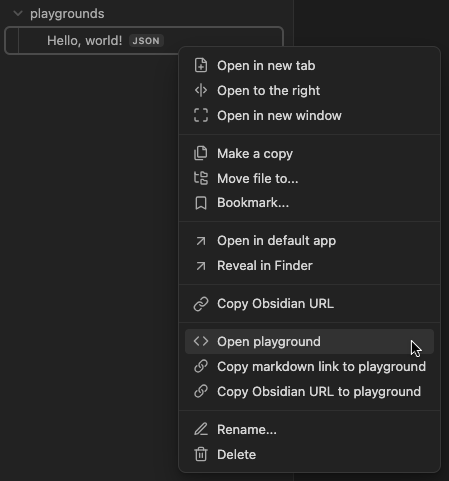 playgrounds
Hello, world! JSON
Open in new tab
Open to the right
Open in new window
Make a copy
Move file to...
Bookmark...
Open in default app
Reveal in Finder
Copy Obsidian URL
Open playground
Copy markdown link to playground
Copy Obsidian URL to playground
Rename...
Delete